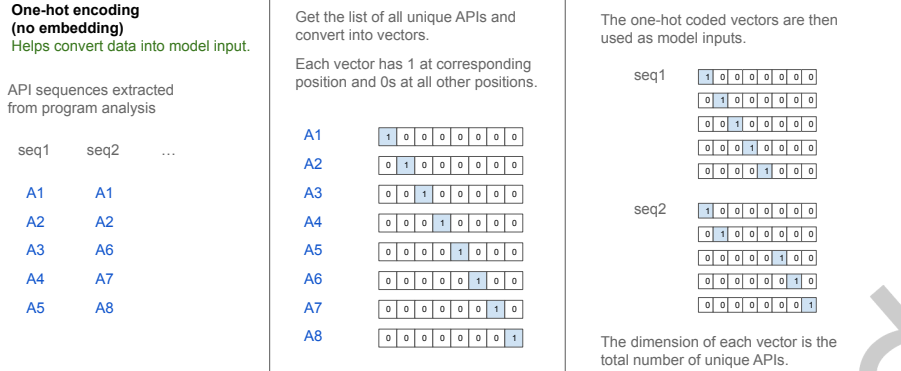 One-hot encoding
(no embedding)
Helps convert data into model input.
API sequences extracted
from program analysis
seq1 seq2 …
A1 A1
A2 A2
A3 A6
A4 A7
A5 A8
Get the list of all unique APIs and
convert into vectors.
Each vector has 1 at corresponding
position and 0s at all other positions.
A1 1 0 0 0 0 0 0 0
A2 0 1 0 0 0 0 0 0
A3 0 0 1 0 0 0 0 0
A4 0 0 0 1 0 0 0 0
A5 0 0 0 0 1 0 0 0
A6 0 0 0 0 0 1 0 0
A7 0 0 0 0 0 0 1 0
A8 0 0 0 0 0 0 0 1
The one-hot coded vectors are then
used as model inputs.
seq1 1 0 0 0 0 0 0 0
0 1 0 0 0 0 0 0
0 0 1 0 0 0 0 0
0 0 0 1 0 0 0 0
0 0 0 0 1 0 0 0
seq2 1 0 0 0 0 0 0 0
0 1 0 0 0 0 0 0
0 0 0 0 0 1 0 0
0 0 0 0 0 0 1 0
0 0 0 0 0 0 0 1
The dimension of each vector is the
total number of unique APIs.